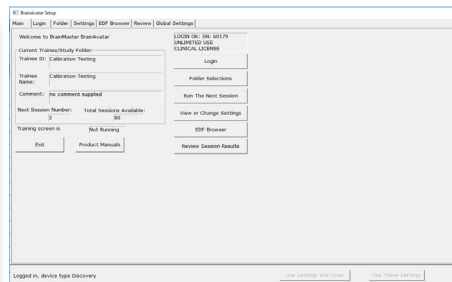 BrainAvatar Setup
Main Login Folder Settings EDF Browser Review Global Settings
Welcome to BrainMaster BrainAvatar
LOGIN OK: SN: 60179
UNLIMITED USE
CLINICAL LICENSE
Current Trainee/Study Folder:
Trainee ID: Calibration Testing
Login
Trainee Name: Calibration Testing
Folder Selections
Comment: no comment supplied
Run The Next Session
Next Session Number: Total Sessions Available:
3 80
View or Change Settings
Training screen is Not Running
EDF Browser
Exit Product Manuals
Review Session Results
Logged in, device type Discovery
Use Settings and Close Use These Settings